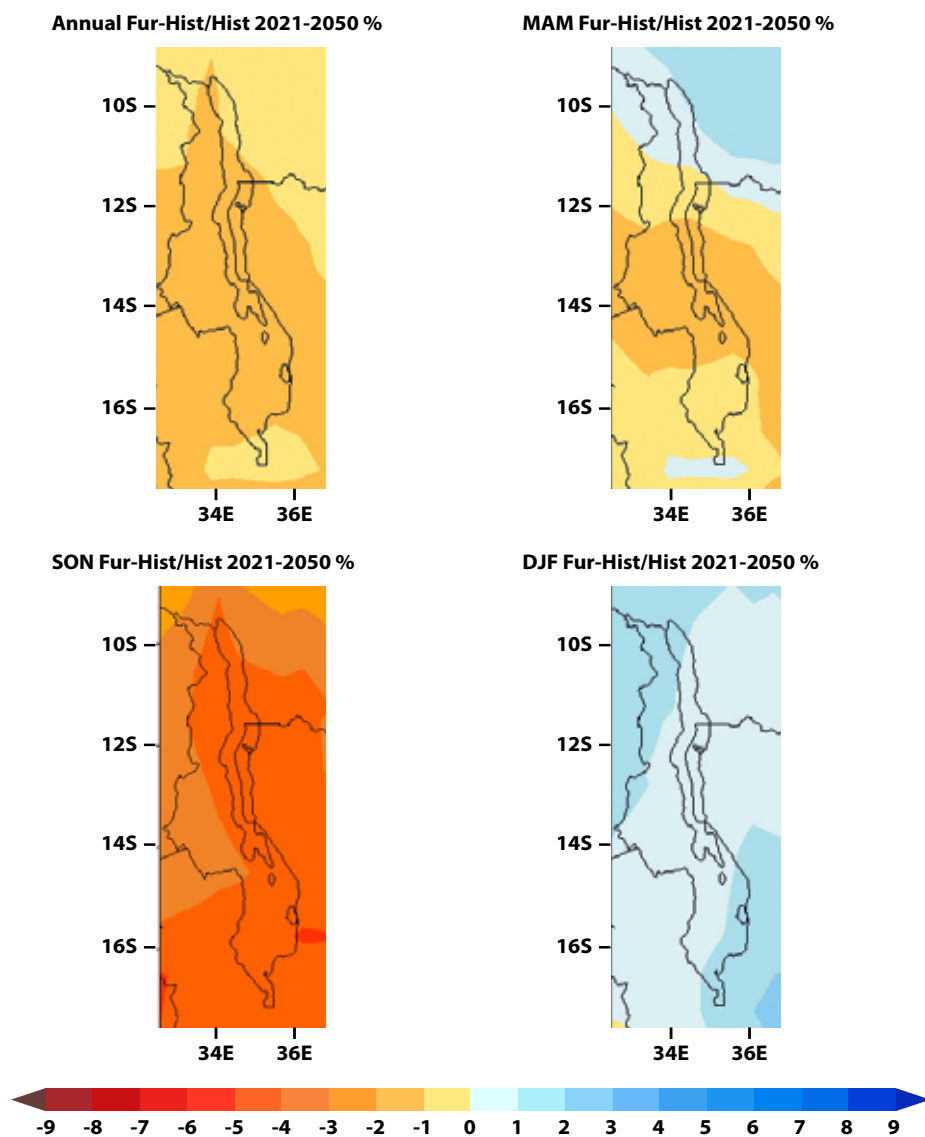 Annual Fur-Hist/Hist 2021-2050 %
MAM Fur-Hist/Hist 2021-2050 %
10S
12S
14S
16S
34E 36E
10S
12S
14S
16S
34E 36E
SON Fur-Hist/Hist 2021-2050 %
DJF Fur-Hist/Hist 2021-2050 %
10S
12S
14S
16S
34E 36E
10S
12S
14S
16S
34E 36E
-9 -8 -7 -6 -5 -4 -3 -2 -1 0 1 2 3 4 5 6 7 8 9